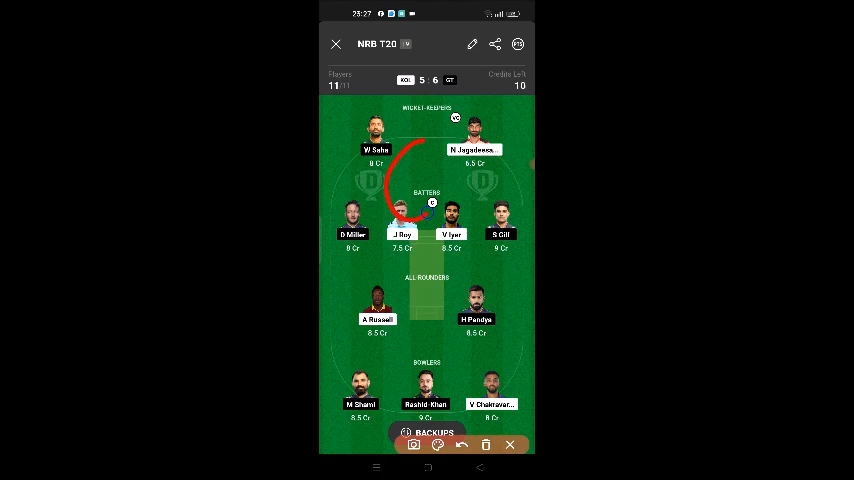 23:27
NRB T20
PTS
Players
Credits Left
11/11
KOL 5 : 6 GT
10
WICKET-KEEPERS
VC
W Saha
N Jagadeesa...
8 Cr
6.5 Cr
BATTERS
C
D Miller
J Roy
V Iyer
S Gill
8 Cr
7.5 Cr
8.5 Cr
9 Cr
ALL-ROUNDERS
A Russell
H Pandya
8.5 Cr
8.5 Cr
BOWLERS
M Shami
Rashid-Khan
V Chakravar...
8.5 Cr
9 Cr
8 Cr
BACKUPS